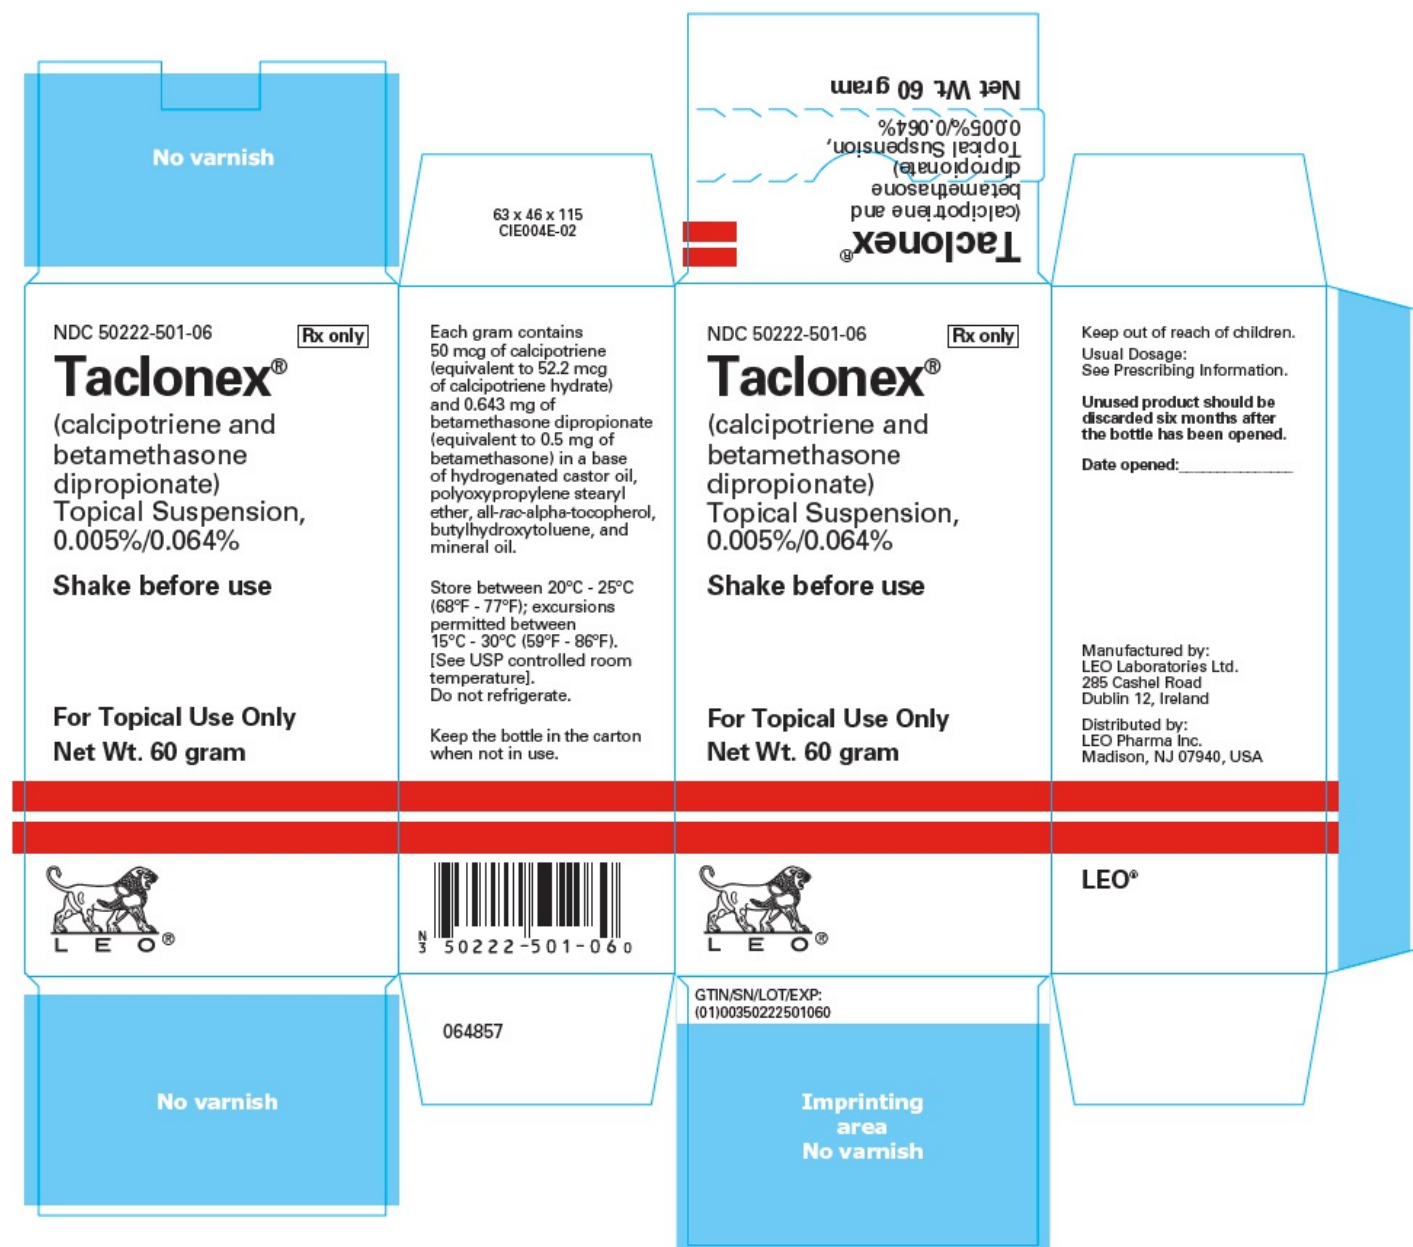 No varnish
63 x 46 x 115
CIE004E-02
Net Wt. 60 gram
0.005%/0.064%
Topical Suspension,
dipropionate)
betamethasone
(calcipotriene and
Taclonex®
NDC 50222-501-06
Rx only
Taclonex®
(calcipotriene and
betamethasone
dipropionate)
Topical Suspension,
0.005%/0.064%
Shake before use
For Topical Use Only
Net Wt. 60 gram
LEO®
Each gram contains
50 mcg of calcipotriene
(equivalent to 52.2 mcg
of calcipotriene hydrate)
and 0.643 mg of
betamethasone dipropionate
(equivalent to 0.5 mg of
betamethasone) in a base
of hydrogenated castor oil,
polyoxypropylene stearyl
ether, all-rac-alpha-tocopherol,
butylhydroxytoluene, and
mineral oil.
Store between 20°C - 25°C
(68°F - 77°F); excursions
permitted between
15°C - 30°C (59°F - 86°F).
[See USP controlled room
temperature].
Do not refrigerate.
Keep the bottle in the carton
when not in use.
N
3 50222-501-06 0
NDC 50222-501-06
Rx only
Taclonex®
(calcipotriene and
betamethasone
dipropionate)
Topical Suspension,
0.005%/0.064%
Shake before use
For Topical Use Only
Net Wt. 60 gram
LEO®
Keep out of reach of children.
Usual Dosage:
See Prescribing Information.
Unused product should be
discarded six months after
the bottle has been opened.
Date opened:_______________
Manufactured by:
LEO Laboratories Ltd.
285 Cashel Road
Dublin 12, Ireland
Distributed by:
LEO Pharma Inc.
Madison, NJ 07940, USA
LEO®
No varnish
064857
GTIN/SN/LOT/EXP:
(01)00350222501060
Imprinting
area
No varnish